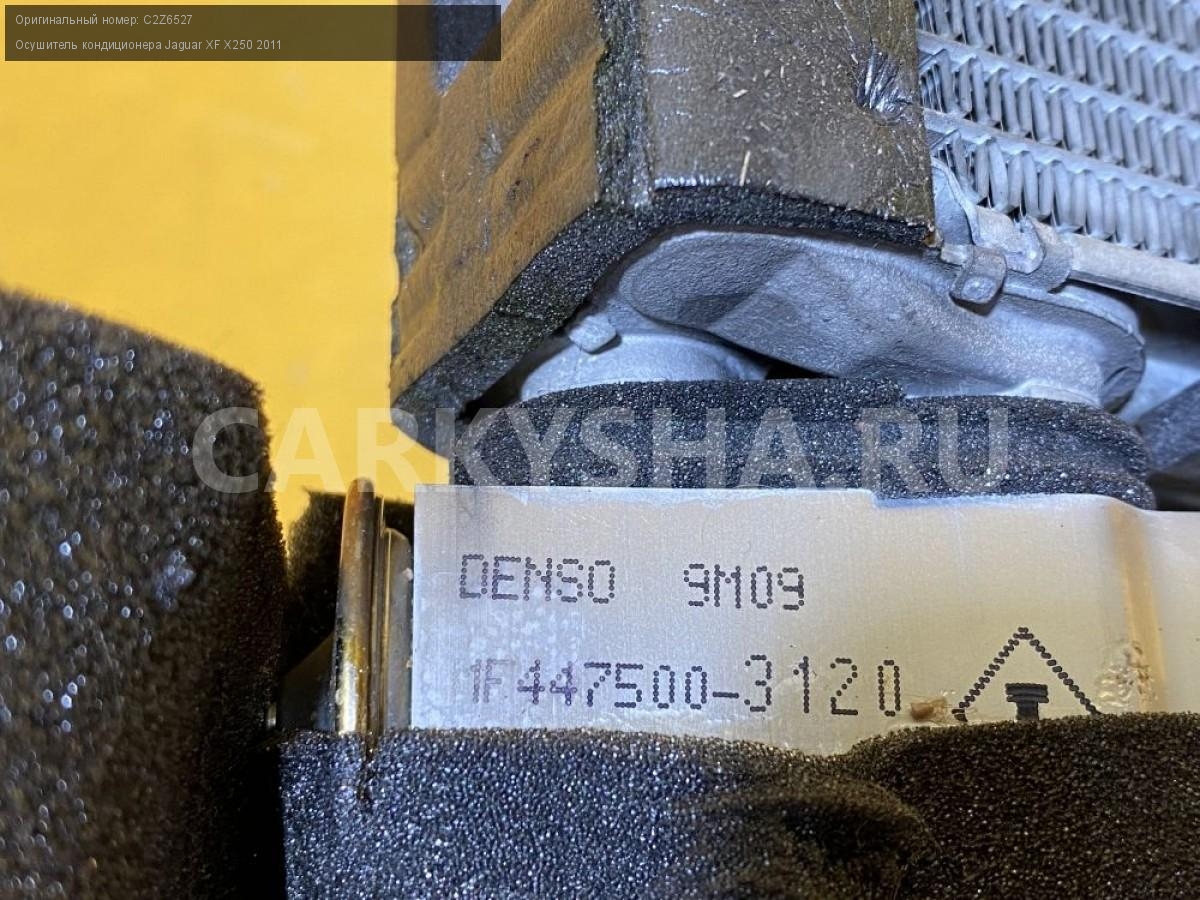 Оригинальный номер: C2Z6527
Осушитель кондиционера Jaguar XF X250 2011
CARKYSHA.RU
DENSO 9M09
1F447500-3120